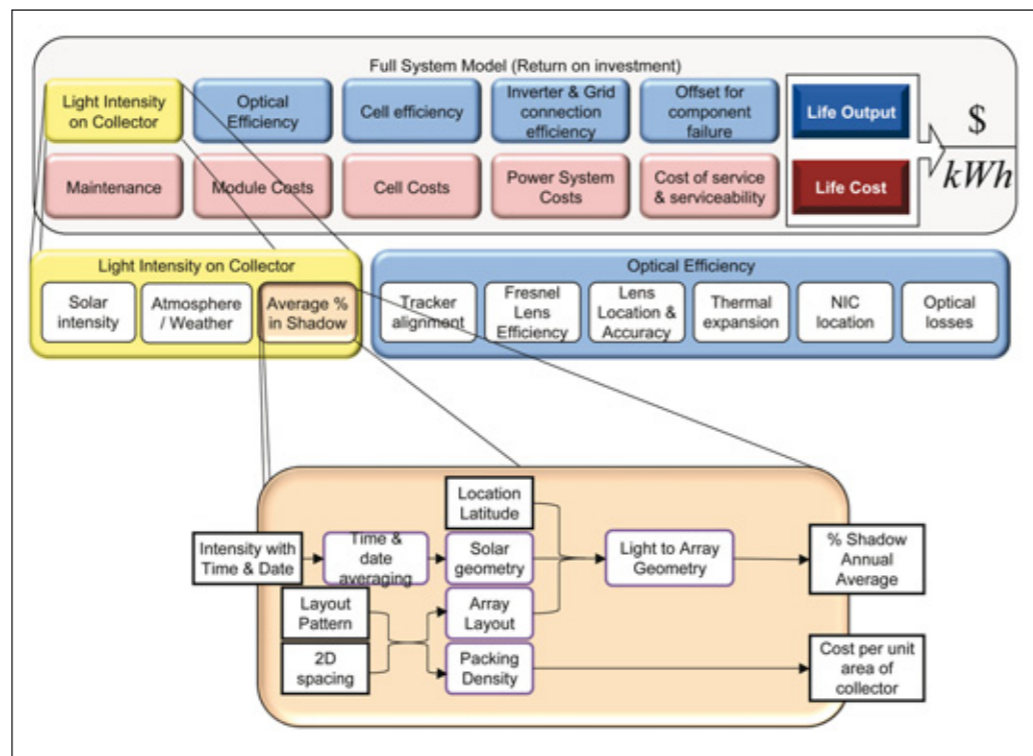 Full System Model (Return on investment)
Light Intensity
on Collector
Optical
Efficiency
Cell efficiency
Inverter & Grid
connection
efficiency
Offset for
component
failure
Life Output
$
kWh
Maintenance
Module Costs
Cell Costs
Power System
Costs
Cost of service
& serviceability
Life Cost
Light Intensity on Collector
Solar
intensity
Atmosphere
/ Weather
Average %
in Shadow
Optical Efficiency
Tracker
alignment
Fresnel
Lens
Efficiency
Lens
Location &
Accuracy
Thermal
expansion
NIC
location
Optical
losses
Location
Latitude
Intensity with
Time & Date
Time &
date
averaging
Solar
geometry
Light to Array
Geometry
% Shadow
Annual
Average
Layout
Pattern
Array
Layout
2D
spacing
Packing
Density
Cost per unit
area of
collector